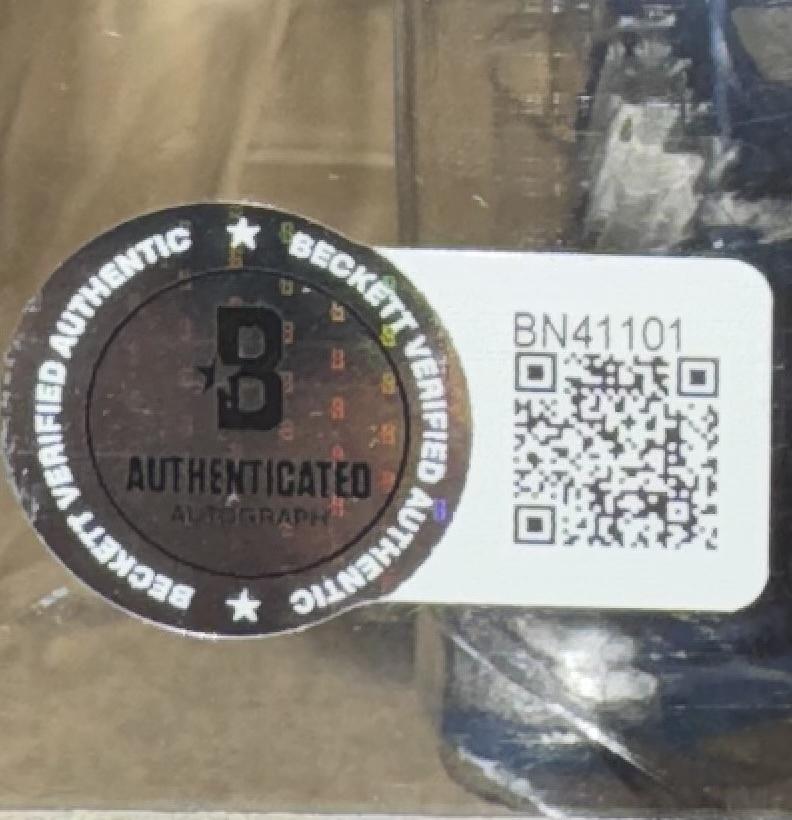 BECKETT VERIFIED AUTHENTIC ★ BECKETT VERIFIED AUTHENTIC ★
B
AUTHENTICATED
AUTOGRAPH
BN41101